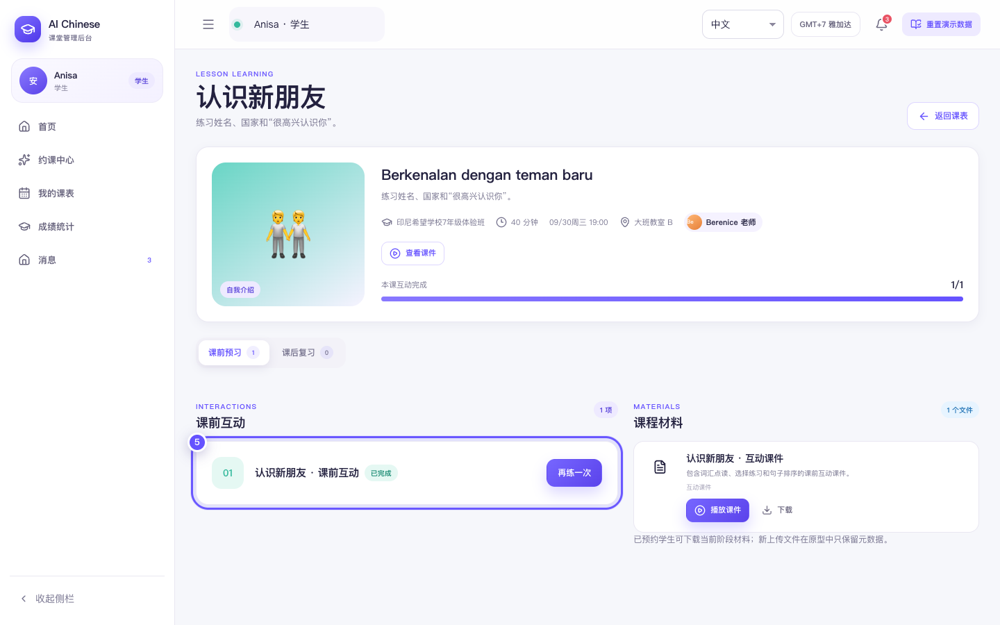 AI Chinese
课堂管理后台
安
Anisa
学生
学生
首页
约课中心
我的课表
成绩统计
消息
3
收起侧栏
Anisa · 学生
中文
GMT+7 雅加达
3
重置演示数据
LESSON LEARNING
认识新朋友
练习姓名、国家和“很高兴认识你”。
返回课表
自我介绍
Berkenalan dengan teman baru
练习姓名、国家和“很高兴认识你”。
印尼希望学校7年级体验班
40 分钟
09/30周三 19:00
大班教室 B
Be
Berenice 老师
查看课件
本课互动完成
1/1
课前预习 1
课后复习 0
INTERACTIONS
课前互动
1 项
5
01
认识新朋友 · 课前互动
已完成
再练一次
MATERIALS
课程材料
1 个文件
认识新朋友 · 互动课件
包含词汇点读、选择练习和句子排序的课前互动课件。
互动课件
播放课件
下载
已预约学生可下载当前阶段材料；新上传文件在原型中只保留元数据。